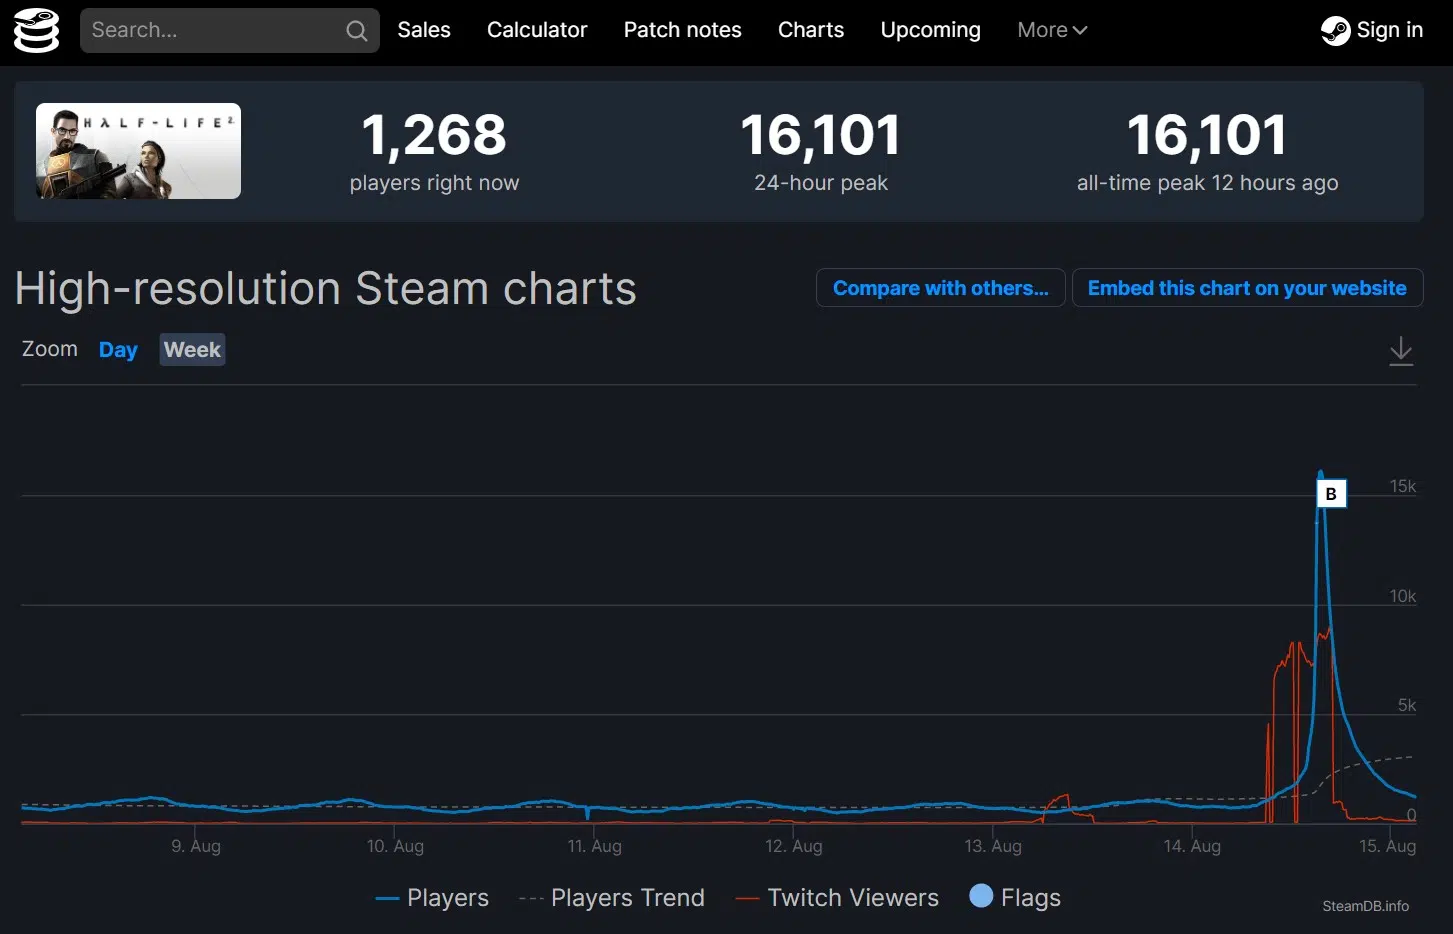 Search...
Sales
Calculator
Patch notes
Charts
Upcoming
More
Sign in
HλLF-LIFE²
1,268
players right now
16,101
24-hour peak
16,101
all-time peak 12 hours ago
High-resolution Steam charts
Compare with others...
Embed this chart on your website
Zoom
Day
Week
B
15k
10k
5k
0
9. Aug
10. Aug
11. Aug
12. Aug
13. Aug
14. Aug
15. Aug
Players
Players Trend
Twitch Viewers
Flags
SteamDB.info